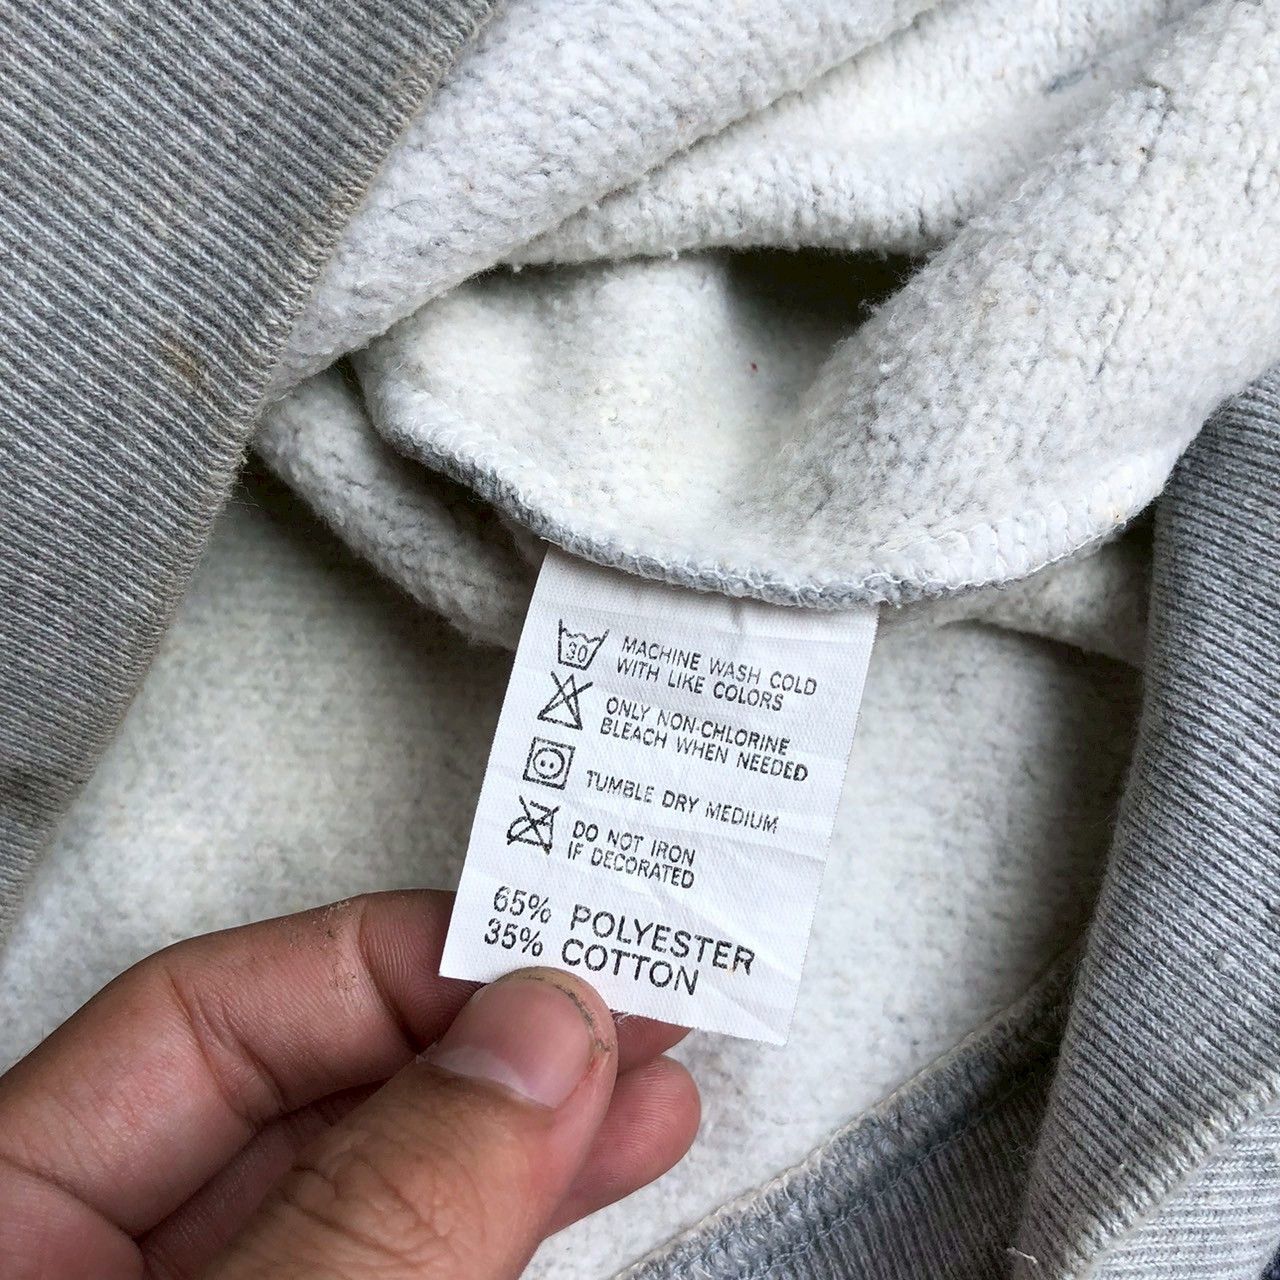 30 MACHINE WASH COLD
WITH LIKE COLORS
ONLY NON-CHLORINE
BLEACH WHEN NEEDED
TUMBLE DRY MEDIUM
DO NOT IRON
IF DECORATED
65% POLYESTER
35% COTTON